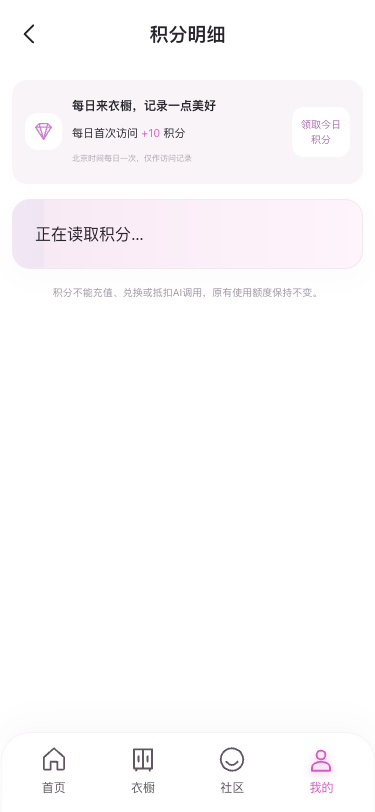 积分明细
每日来衣橱，记录一点美好
每日首次访问 +10 积分
北京时间每日一次，仅作访问记录
领取今日
积分
正在读取积分...
积分不能充值、兑换或抵扣AI调用，原有使用额度保持不变。
首页
衣橱
社区
我的